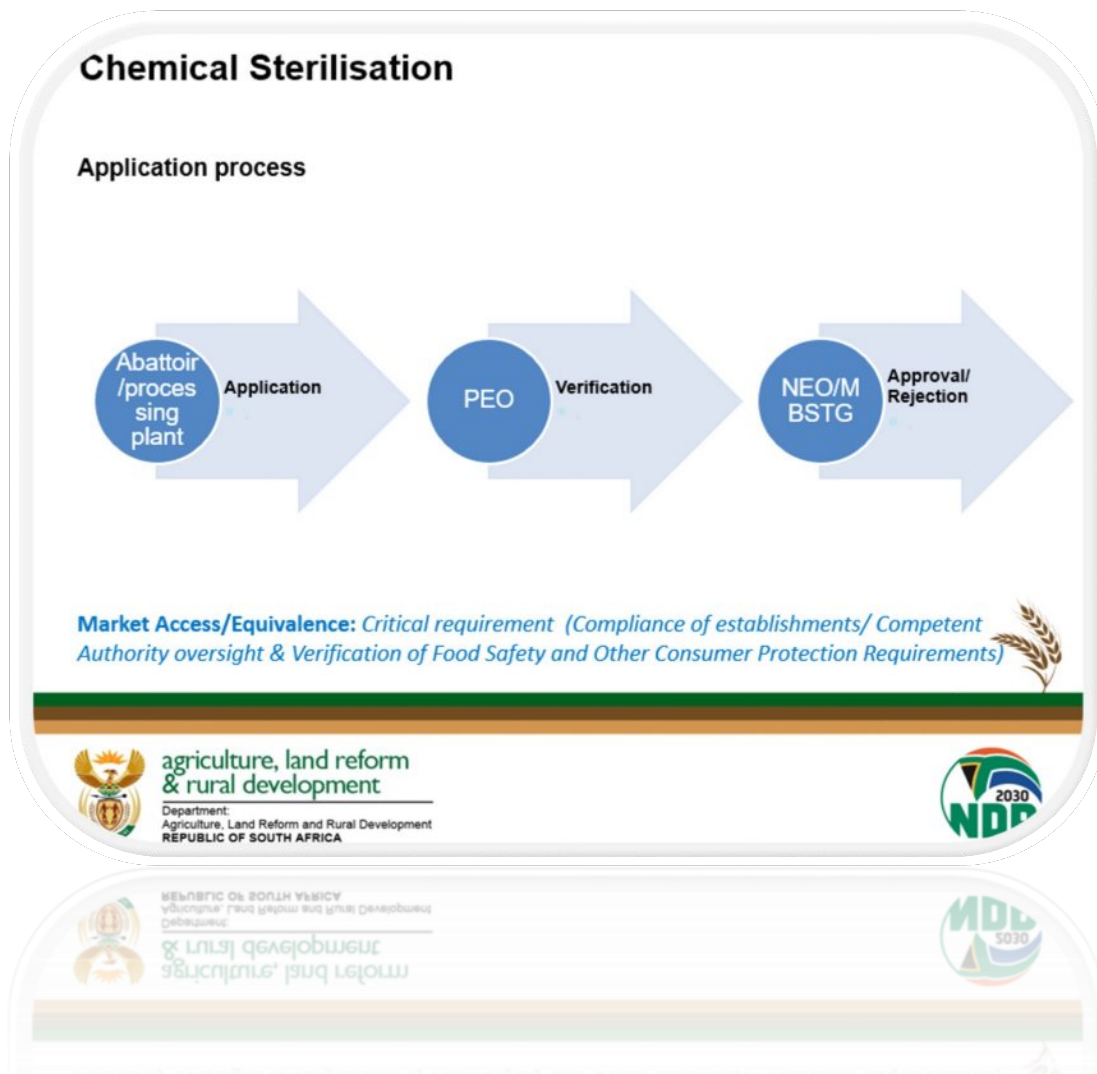 Chemical Sterilisation
Application process
Abattoir
/proces
sing
plant
Application
PEO
Verification
NEO/M
BSTG
Approval/
Rejection
Market Access/Equivalence: Critical requirement (Compliance of establishments/ Competent
Authority oversight & Verification of Food Safety and Other Consumer Protection Requirements)
agriculture, land reform
& rural development
Department:
Agriculture, Land Reform and Rural Development
REPUBLIC OF SOUTH AFRICA
2030
NDP